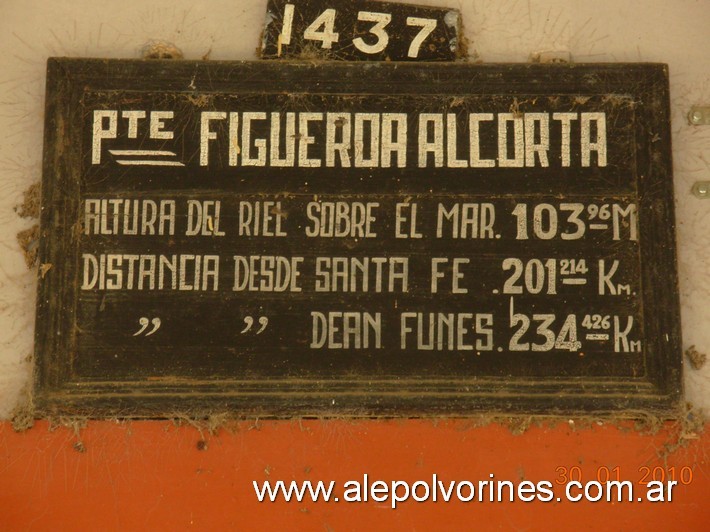 1437
PTE FIGUEROA ALCORTA
ALTURA DEL RIEL SOBRE EL MAR. 103 96 M
DISTANCIA DESDE SANTA FE .201 214 KM.
” ” DEAN FUNES. 234 426 KM
30.01.2010
www.alepolvorines.com.ar